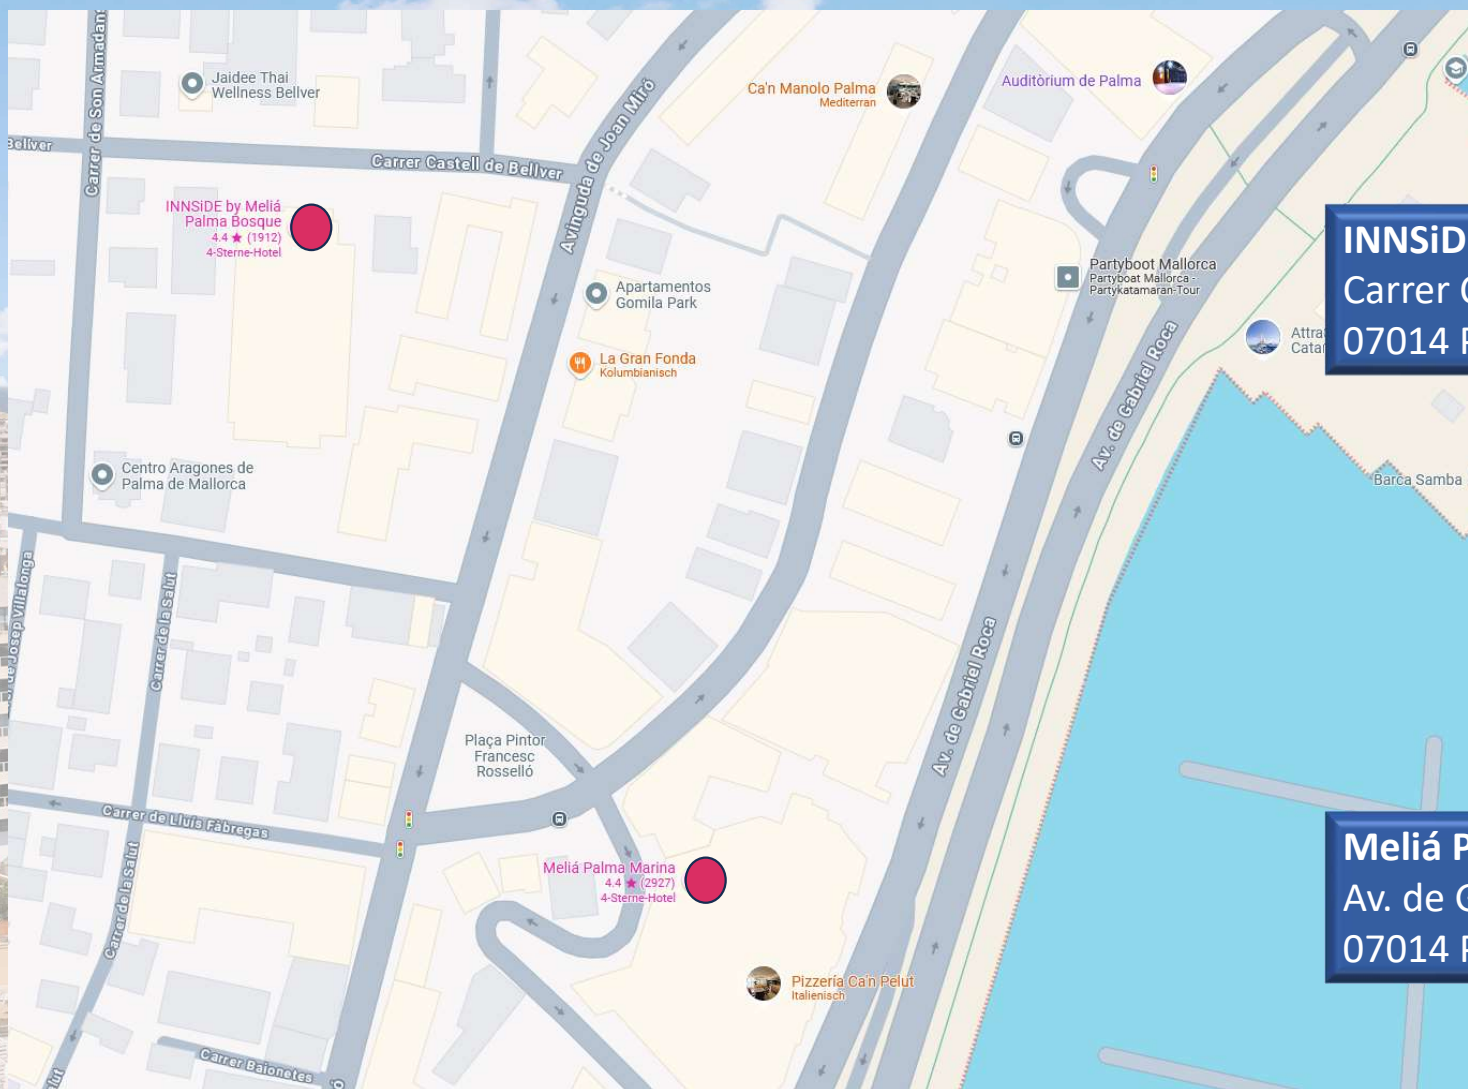 Carrer de Son Armadans
Jaidee Thai
Wellness Bellver
Ca'n Manolo Palma
Mediterran
Auditòrium de Palma
Bellver
Carrer Castell de Bellver
Avinguda de Joan Miró
INNSiDE by Meliá
Palma Bosque
4.4 ★ (1912)
4-Sterne-Hotel
Partyboot Mallorca
Partyboat Mallorca -
Partykatamaran-Tour
INNSiD
Carrer
07014 P
Apartamentos
Gomila Park
Attra
Catar
La Gran Fonda
Kolumbianisch
Av. de Gabriel Roca
Centro Aragones de
Palma de Mallorca
Barca Samba
de Josep Villalonga
Carrer de la Salut
Av. de Gabriel Roca
Plaça Pintor
Francesc
Rosselló
Carrer de Lluís Fàbregas
Carrer de la Salut
Meliá Palma Marina
4.4 ★ (2927)
4-Sterne-Hotel
Meliá P
Av. de G
07014 P
Pizzería Ca'n Pelut
Italienisch
Carrer Baionetes